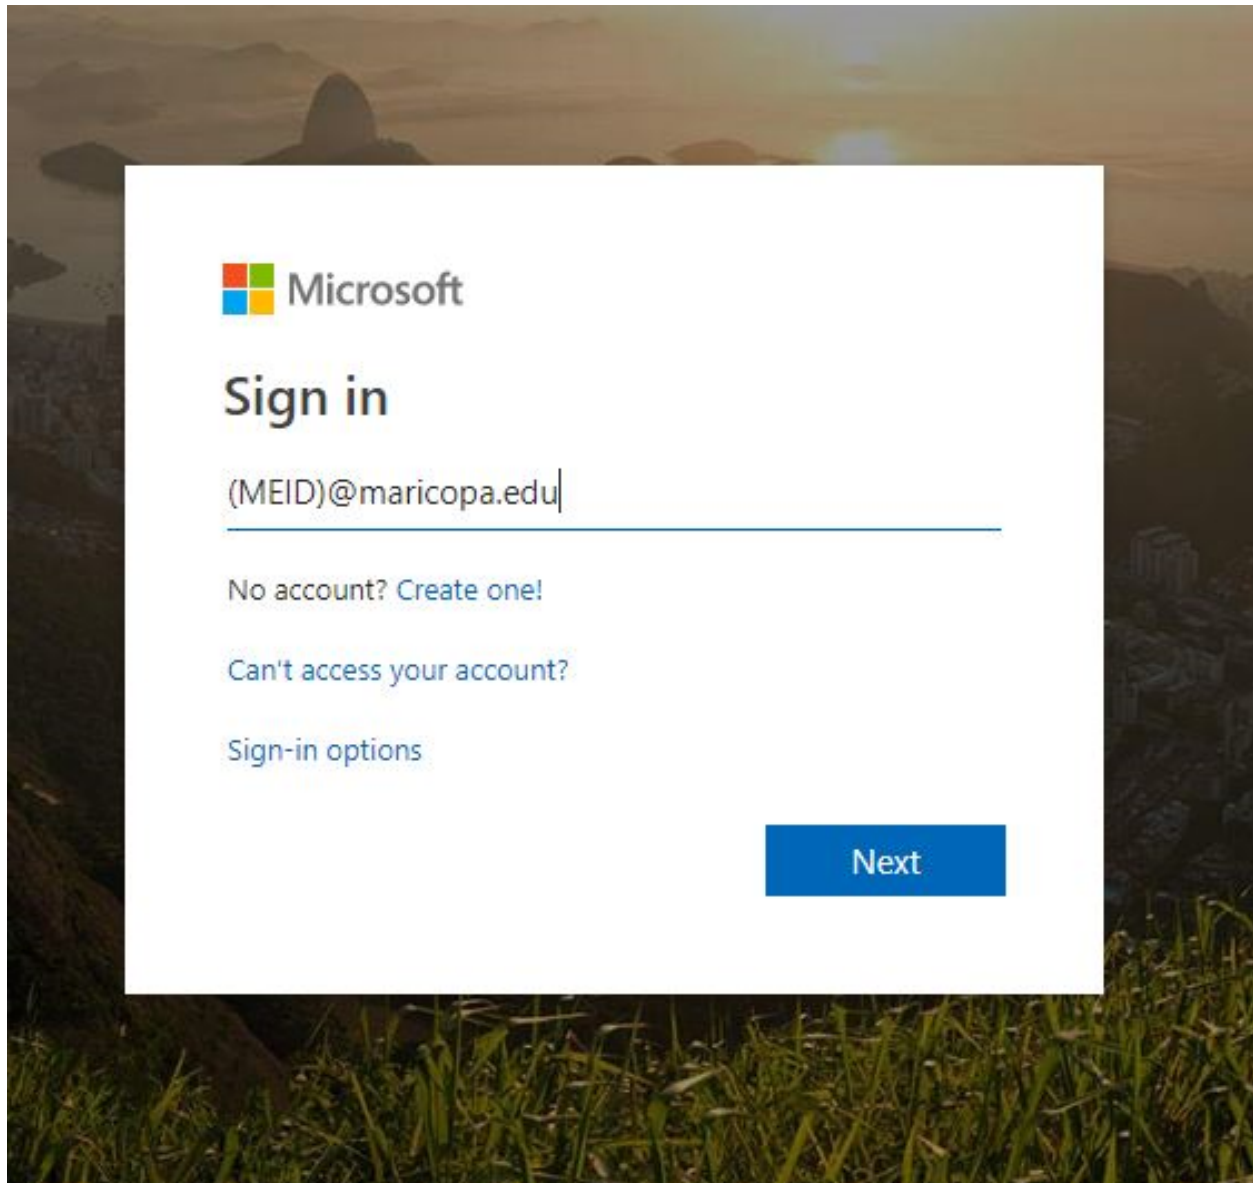 Microsoft
Sign in
(MEID)@maricopa.edu
No account? Create one!
Can't access your account?
Sign-in options
Next